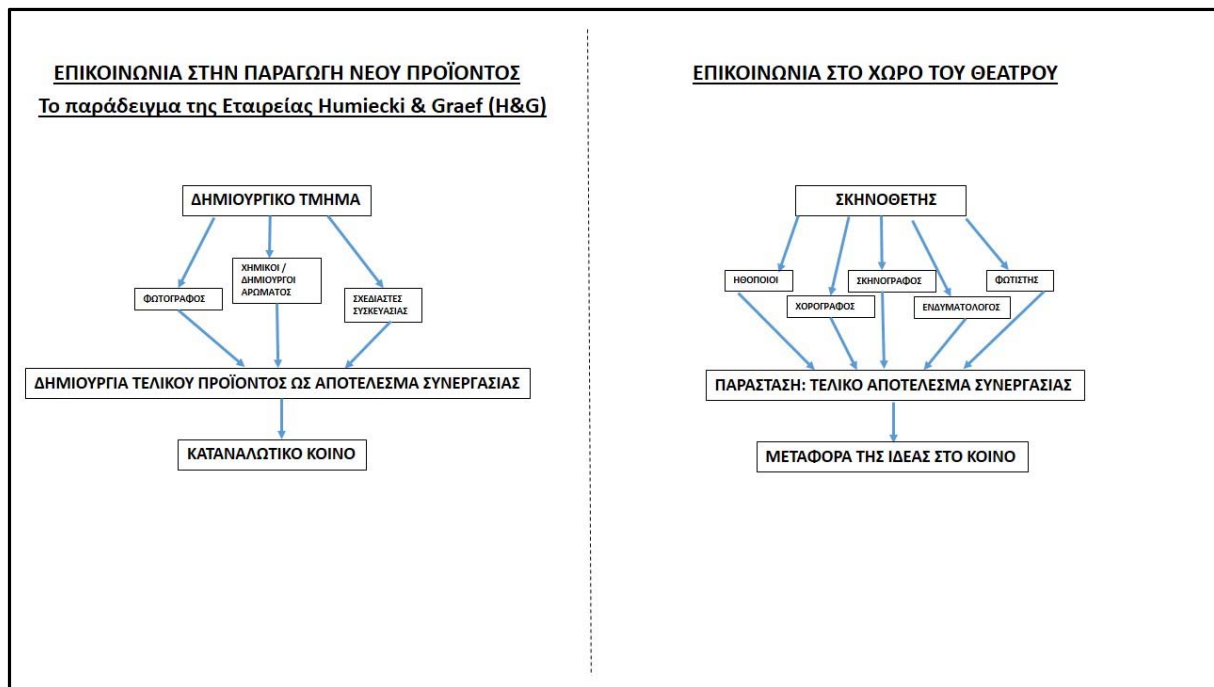 ΕΠΙΚΟΙΝΩΝΙΑ ΣΤΗΝ ΠΑΡΑΓΩΓΗ ΝΕΟΥ ΠΡΟΪΟΝΤΟΣ
Το παράδειγμα της Εταιρείας Humiecki & Graef (H&G)
ΔΗΜΙΟΥΡΓΙΚΟ ΤΜΗΜΑ
ΦΩΤΟΓΡΑΦΟΣ
ΧΗΜΙΚΟΙ /
ΔΗΜΙΟΥΡΓΟΙ
ΑΡΩΜΑΤΟΣ
ΣΧΕΔΙΑΣΤΕΣ
ΣΥΣΚΕΥΑΣΙΑΣ
ΔΗΜΙΟΥΡΓΙΑ ΤΕΛΙΚΟΥ ΠΡΟΪΟΝΤΟΣ ΩΣ ΑΠΟΤΕΛΕΣΜΑ ΣΥΝΕΡΓΑΣΙΑΣ
ΚΑΤΑΝΑΛΩΤΙΚΟ ΚΟΙΝΟ
ΕΠΙΚΟΙΝΩΝΙΑ ΣΤΟ ΧΩΡΟ ΤΟΥ ΘΕΑΤΡΟΥ
ΣΚΗΝΟΘΕΤΗΣ
ΗΘΟΠΟΙΟΙ
ΧΟΡΟΓΡΑΦΟΣ
ΣΚΗΝΟΓΡΑΦΟΣ
ΕΝΔΥΜΑΤΟΛΟΓΟΣ
ΦΩΤΙΣΤΗΣ
ΠΑΡΑΣΤΑΣΗ: ΤΕΛΙΚΟ ΑΠΟΤΕΛΕΣΜΑ ΣΥΝΕΡΓΑΣΙΑΣ
ΜΕΤΑΦΟΡΑ ΤΗΣ ΙΔΕΑΣ ΣΤΟ ΚΟΙΝΟ